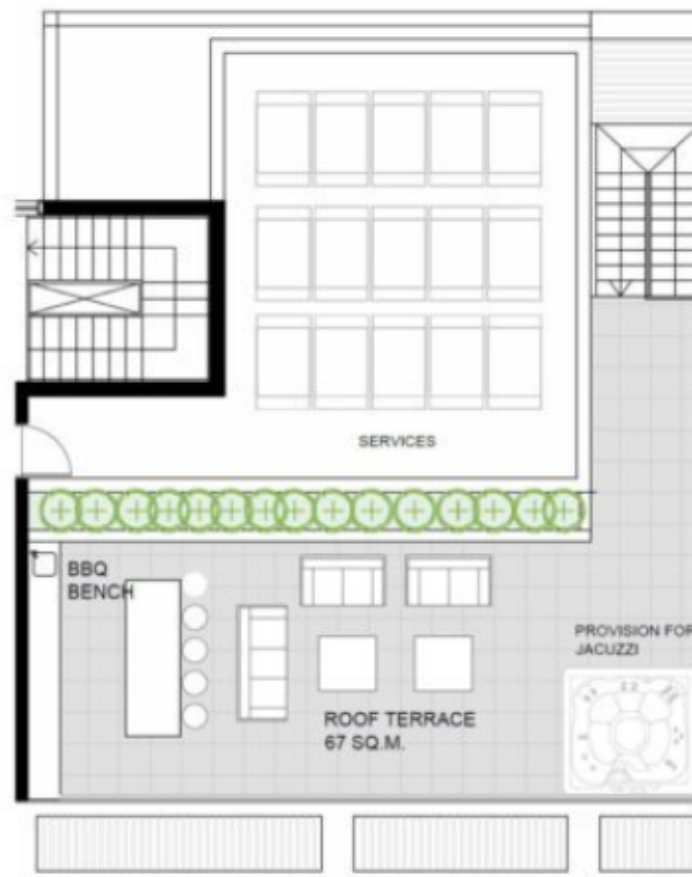 SERVICES
BBQ
BENCH
PROVISION FOR
JACUZZI
ROOF TERRACE
67 SQ.M.